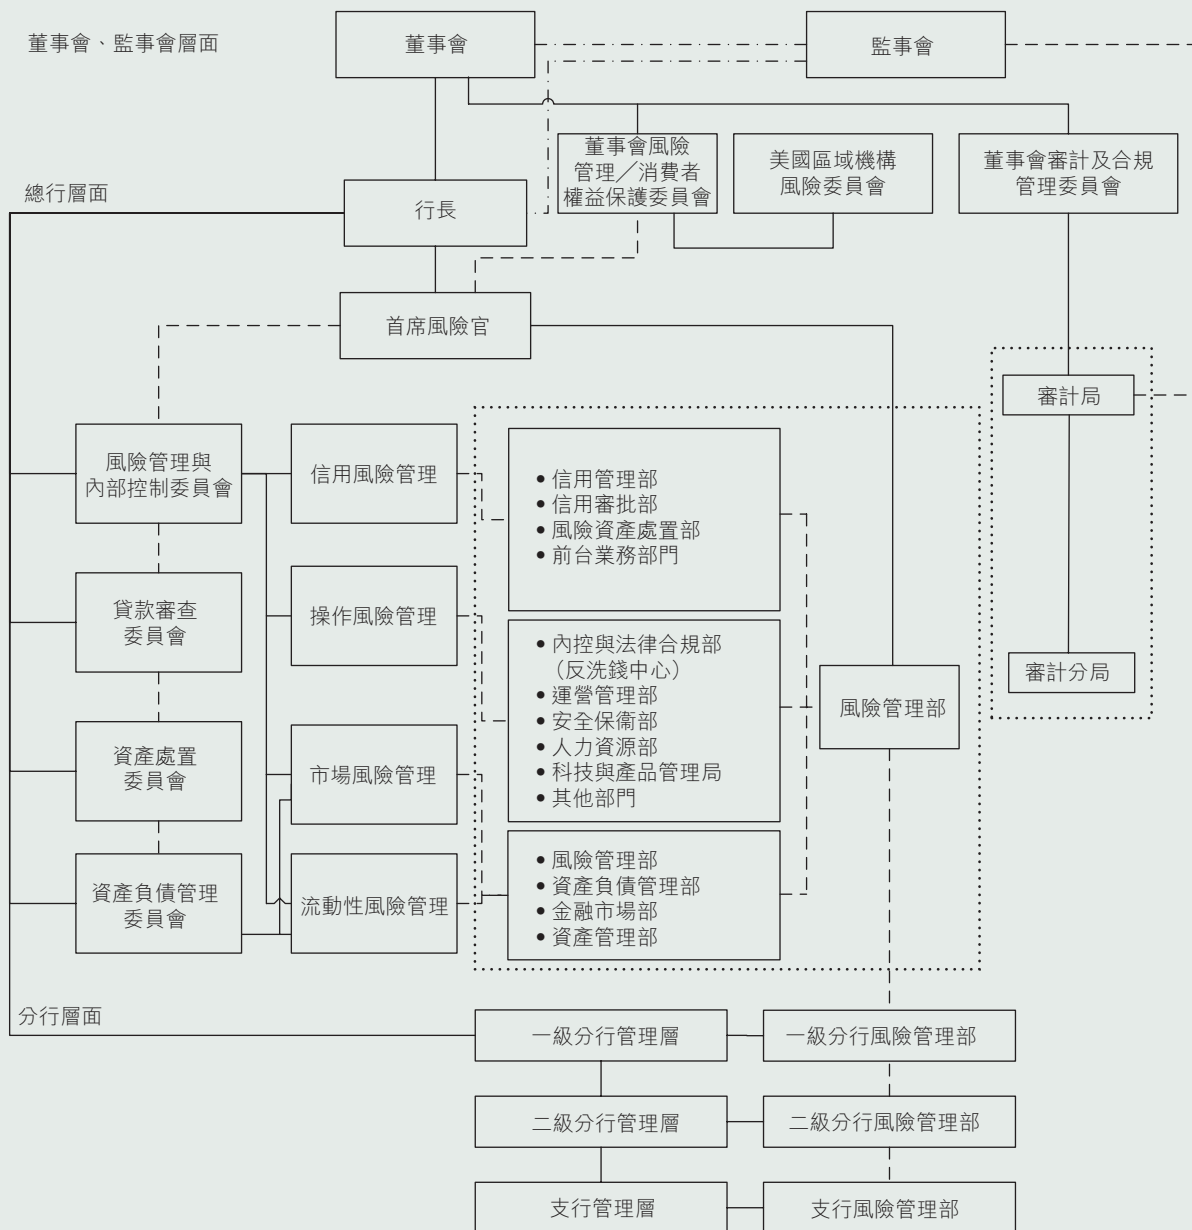 董事會、監事會層面
董事會
監事會
董事會風險
管理／消費者
權益保護委員會
美國區域機構
風險委員會
董事會審計及合規
管理委員會
總行層面
行長
首席風險官
審計局
審計分局
風險管理與
內部控制委員會
信用風險管理
• 信用管理部
• 信用審批部
• 風險資產處置部
• 前台業務部門
貸款審查
委員會
操作風險管理
• 內控與法律合規部
（反洗錢中心）
• 運營管理部
• 安全保衛部
• 人力資源部
• 科技與產品管理局
• 其他部門
風險管理部
資產處置
委員會
市場風險管理
資產負債管理
委員會
流動性風險管理
• 風險管理部
• 資產負債管理部
• 金融市場部
• 資產管理部
分行層面
一級分行管理層
一級分行風險管理部
二級分行管理層
二級分行風險管理部
支行管理層
支行風險管理部